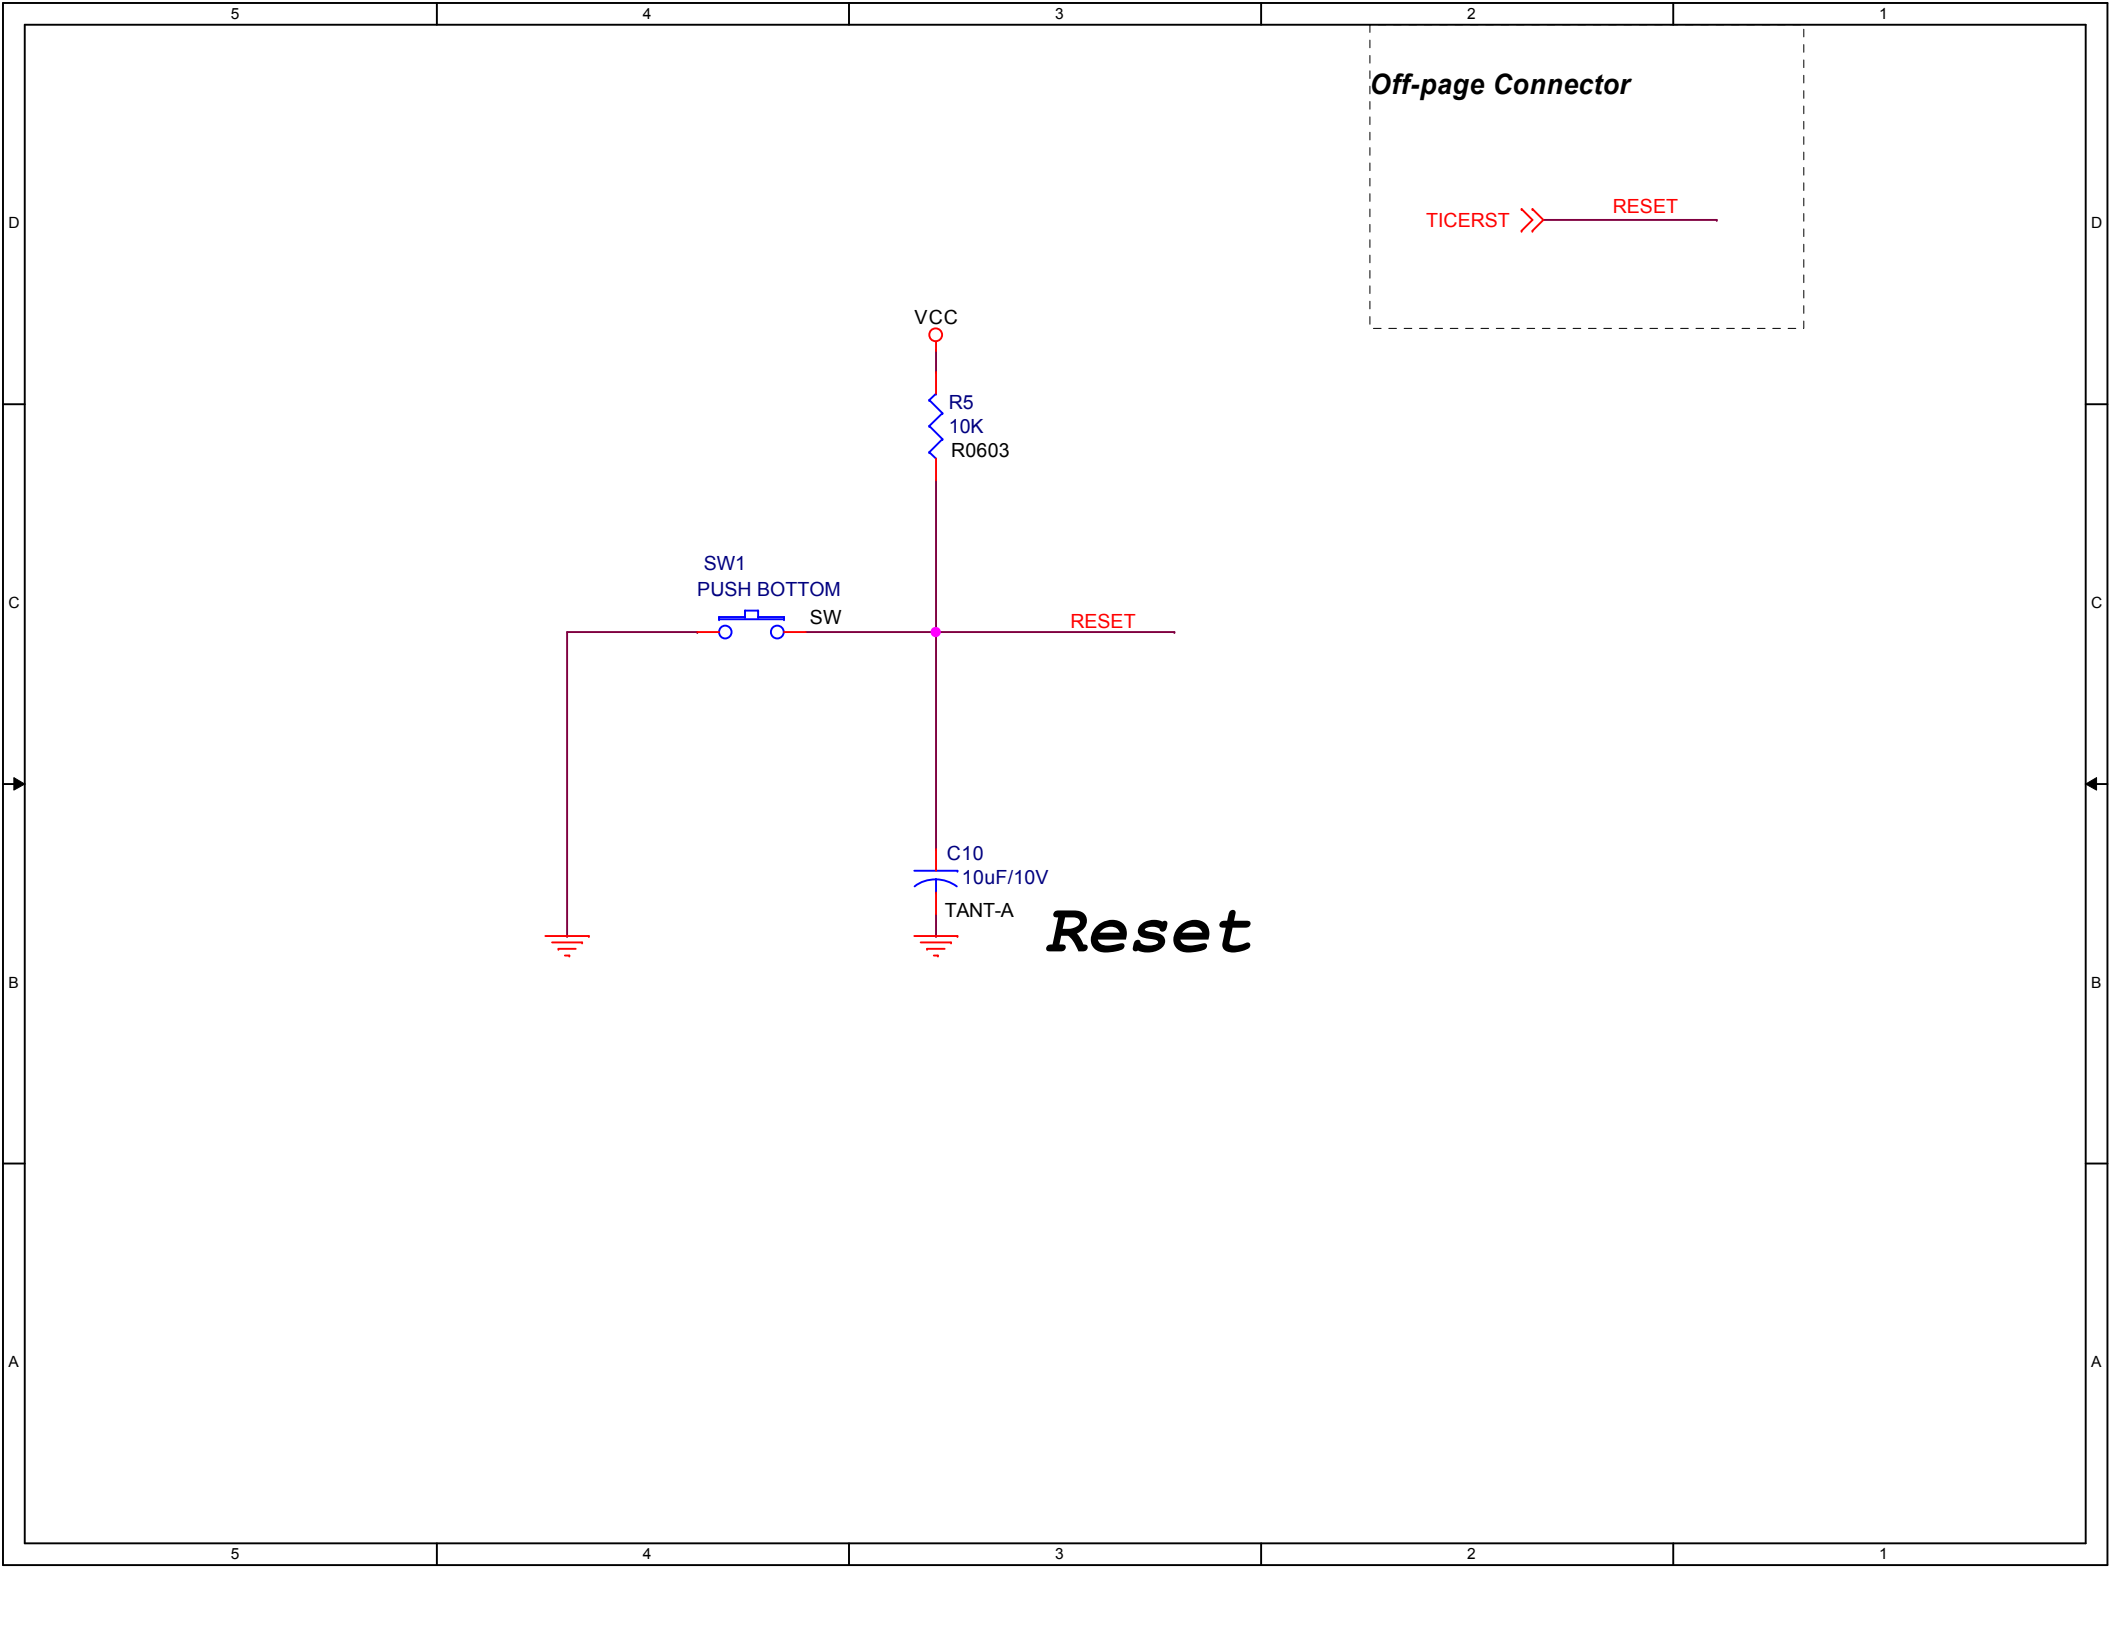 5 4 3 2 1
Off-page Connector
D D
TICERST RESET
VCC
R5
10K
R0603
SW1
PUSH BOTTOM
C C
SW
RESET
C10
10uF/10V
TANT-A
Reset
B B
A A
5 4 3 2 1